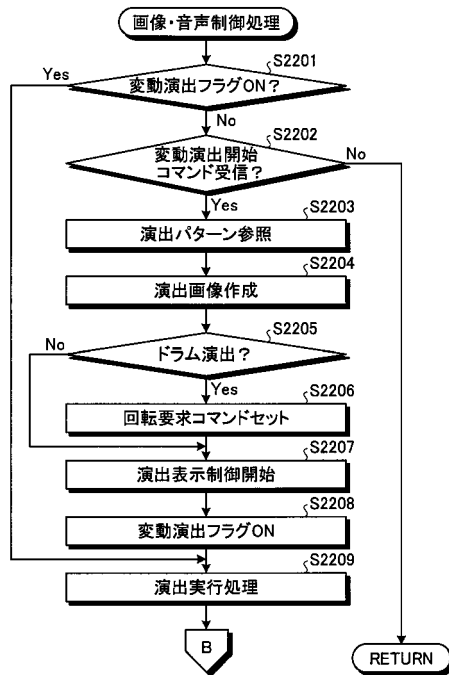 画像・音声制御処理
S2201
Yes
変動演出フラグON？
No
S2202
変動演出開始
コマンド受信？
No
Yes
S2203
演出パターン参照
S2204
演出画像作成
S2205
No
ドラム演出？
Yes
S2206
回転要求コマンドセット
S2207
演出表示制御開始
S2208
変動演出フラグON
S2209
演出実行処理
B
RETURN